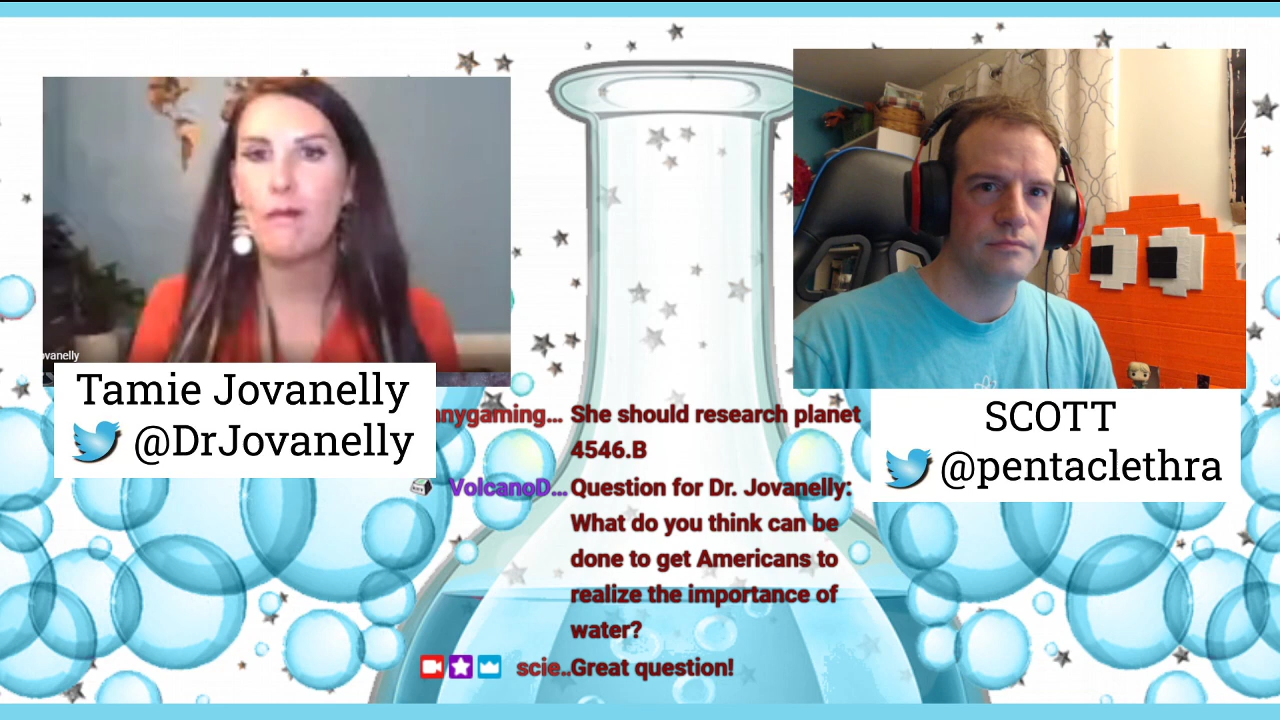 ovanelly
Tamie Jovanelly
@DrJovanelly
SCOTT
@pentaclethra
anygaming... She should research planet
4546.B
VolcanoD... Question for Dr. Jovanelly:
What do you think can be
done to get Americans to
realize the importance of
water?
scie.. Great question!